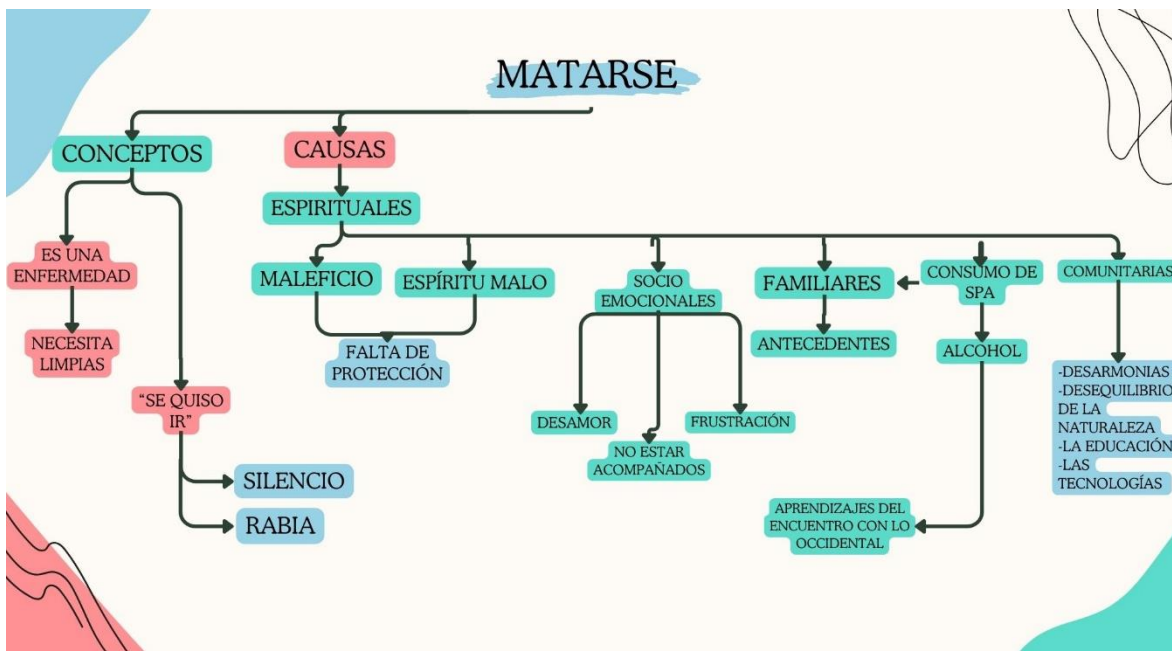 MATARSE
CONCEPTOS
CAUSAS
ESPIRITUALES
ES UNA
ENFERMEDAD
NECESITA
LIMPIAS
“SE QUISO
IR”
SILENCIO
RABIA
MALEFICIO
ESPÍRITU MALO
FALTA DE
PROTECCIÓN
SOCIO
EMOCIONALES
DESAMOR
NO ESTAR
ACOMPAÑADOS
FRUSTRACIÓN
FAMILIARES
ANTECEDENTES
CONSUMO DE
SPA
ALCOHOL
APRENDIZAJES DEL
ENCUENTRO CON LO
OCCIDENTAL
COMUNITARIAS
-DESARMONIAS
-DESEQUILIBRIO
DE LA
NATURALEZA
-LA EDUCACIÓN
-LAS
TECNOLOGÍAS